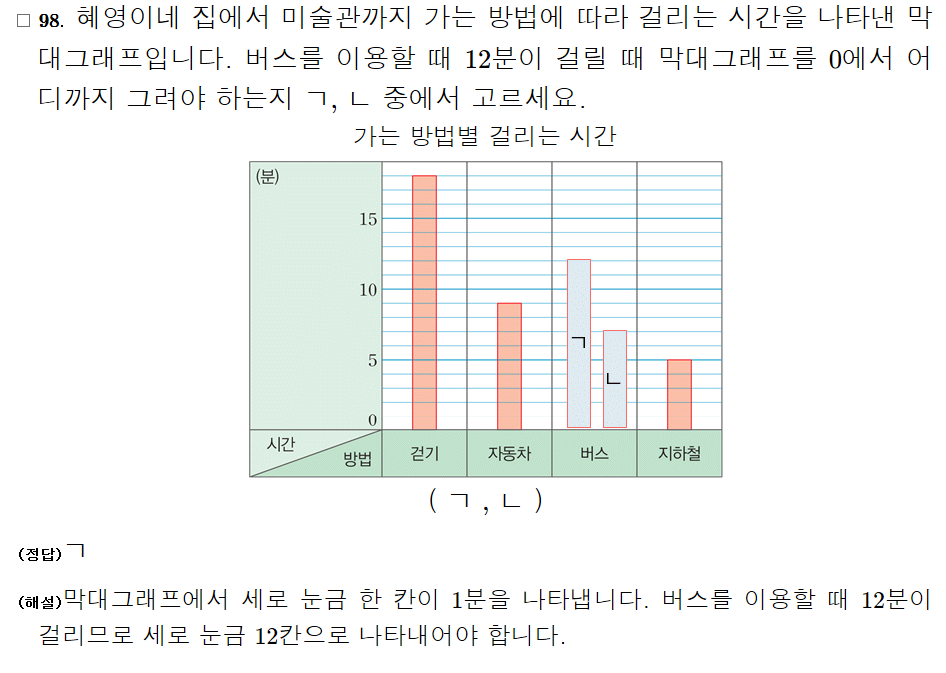 □ 98. 혜영이네 집에서 미술관까지 가는 방법에 따라 걸리는 시간을 나타낸 막
대그래프입니다. 버스를 이용할 때 12분이 걸릴 때 막대그래프를 0에서 어
디까지 그려야 하는지 ㄱ, ㄴ 중에서 고르세요.
가는 방법별 걸리는 시간
(분)
15
10
5
0
ㄱ
ㄴ
시간
방법
걷기
자동차
버스
지하철
( ㄱ , ㄴ )
(정답)ㄱ
(해설)막대그래프에서 세로 눈금 한 칸이 1분을 나타냅니다. 버스를 이용할 때 12분이
걸리므로 세로 눈금 12칸으로 나타내어야 합니다.